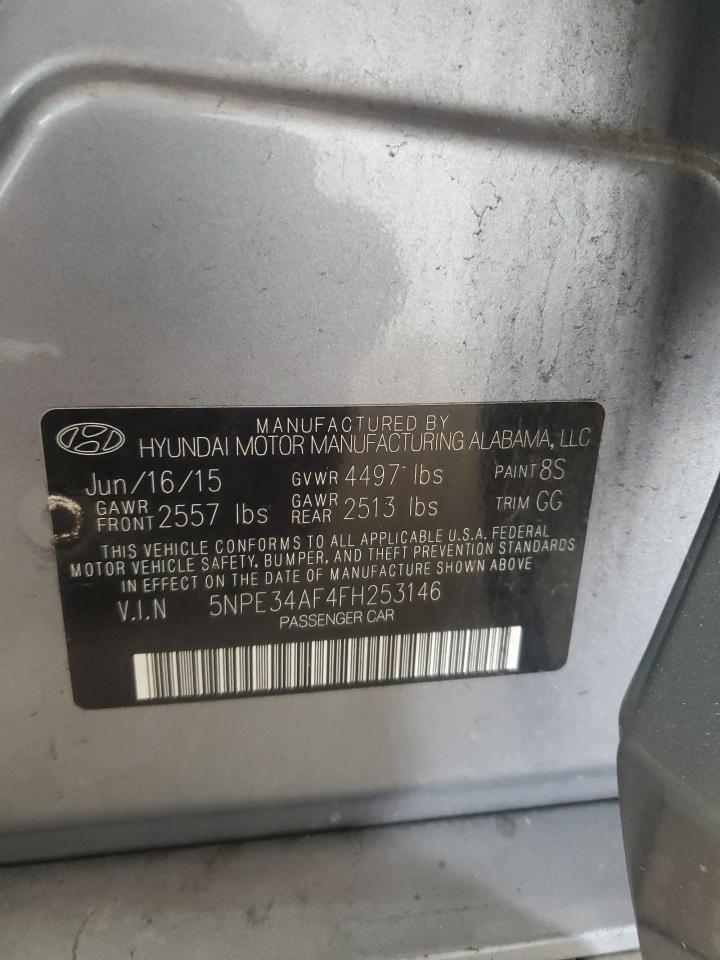 MANUFACTURED BY
HYUNDAI MOTOR MANUFACTURING ALABAMA, LLC
Jun/16/15 GVWR 4497 lbs PAINT 8S
GAWR FRONT 2557 lbs GAWR REAR 2513 lbs TRIM GG
THIS VEHICLE CONFORMS TO ALL APPLICABLE U.S.A. FEDERAL
MOTOR VEHICLE SAFETY, BUMPER, AND THEFT PREVENTION STANDARDS
IN EFFECT ON THE DATE OF MANUFACTURE SHOWN ABOVE
V.I.N 5NPE34AF4FH253146
PASSENGER CAR